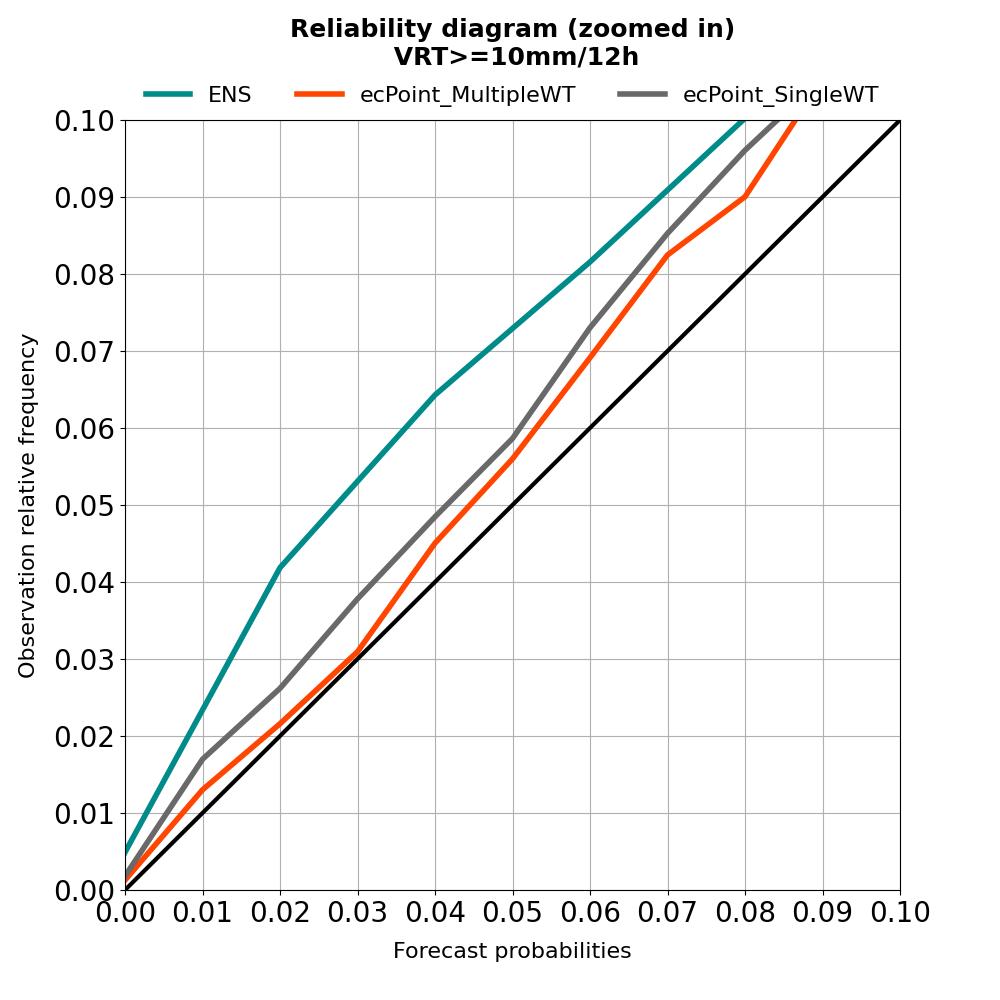 Reliability diagram (zoomed in)
VRT>=10mm/12h
ENS ecPoint_MultipleWT ecPoint_SingleWT
0.10
0.09
0.08
0.07
0.06
0.05
0.04
0.03
0.02
0.01
0.00
Observation relative frequency
0.00 0.01 0.02 0.03 0.04 0.05 0.06 0.07 0.08 0.09 0.10
Forecast probabilities